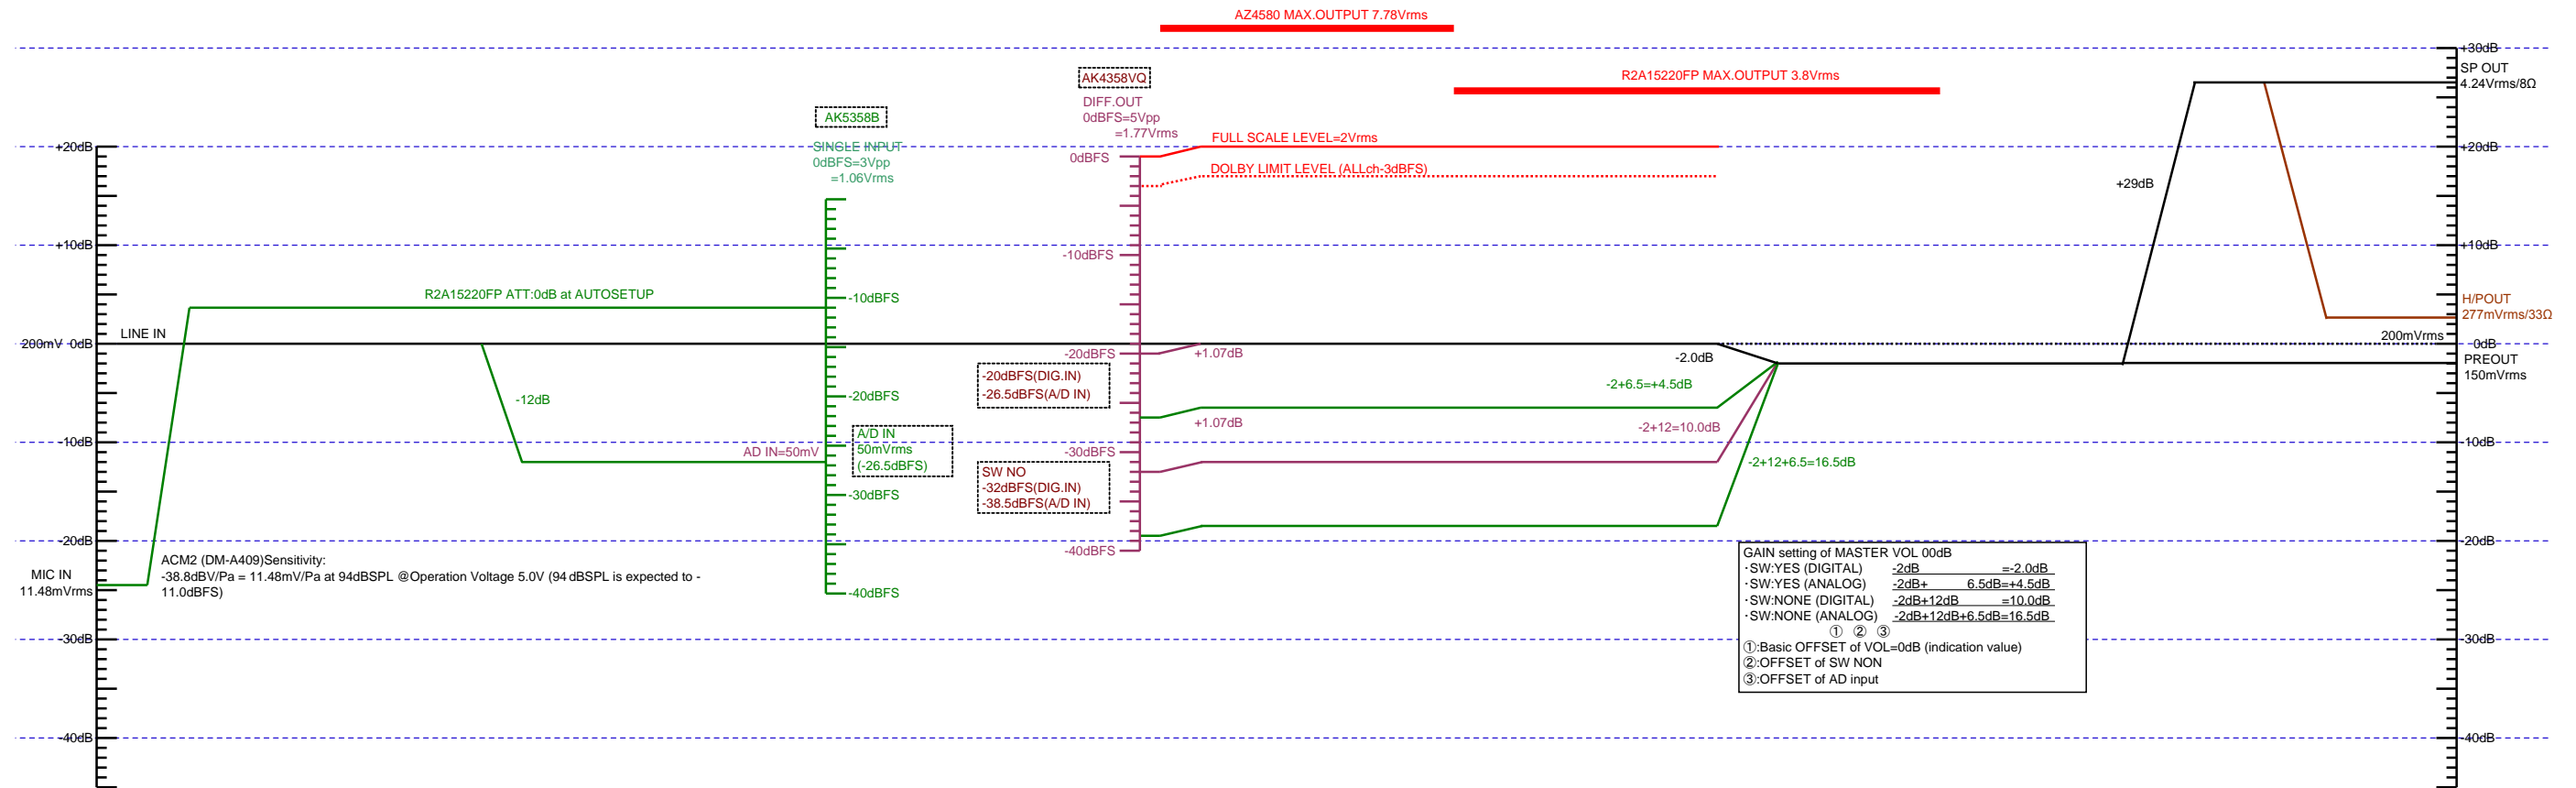 AZ4580 MAX.OUTPUT 7.78Vrms
R2A15220FP MAX.OUTPUT 3.8Vrms
AK4358VQ
DIFF.OUT
0dBFS=5Vpp
=1.77Vrms
AK5358B
SINGLE INPUT
0dBFS=3Vpp
=1.06Vrms
FULL SCALE LEVEL=2Vrms
DOLBY LIMIT LEVEL (ALLch-3dBFS)
+30dB
SP OUT
4.24Vrms/8Ω
+20dB
0dBFS
+20dB
+29dB
+10dB
-10dBFS
+10dB
R2A15220FP ATT:0dB at AUTOSETUP
-10dBFS
H/POUT
277mVrms/33Ω
LINE IN
200mV 0dB
-20dBFS
+1.07dB
-2.0dB
200mVrms
0dB
PREOUT
150mVrms
-20dBFS(DIG.IN)
-26.5dBFS(A/D IN)
-2+6.5=+4.5dB
-12dB
-20dBFS
+1.07dB
-2+12=10.0dB
-10dB
A/D IN
50mVrms
(-26.5dBFS)
AD IN=50mV
-30dBFS
-10dB
SW NO
-32dBFS(DIG.IN)
-38.5dBFS(A/D IN)
-2+12+6.5=16.5dB
-30dBFS
-20dB
-40dBFS
-20dB
ACM2 (DM-A409)Sensitivity:
-38.8dBV/Pa = 11.48mV/Pa at 94dBSPL @Operation Voltage 5.0V (94 dBSPL is expected to -
11.0dBFS)
MIC IN
11.48mVrms
-40dBFS
GAIN setting of MASTER VOL 00dB
・SW:YES (DIGITAL) -2dB =-2.0dB
・SW:YES (ANALOG) -2dB+ 6.5dB=+4.5dB
・SW:NONE (DIGITAL) -2dB+12dB =10.0dB
・SW:NONE (ANALOG) -2dB+12dB+6.5dB=16.5dB
① ② ③
①:Basic OFFSET of VOL=0dB (indication value)
②:OFFSET of SW NON
③:OFFSET of AD input
-30dB
-30dB
-40dB
-40dB